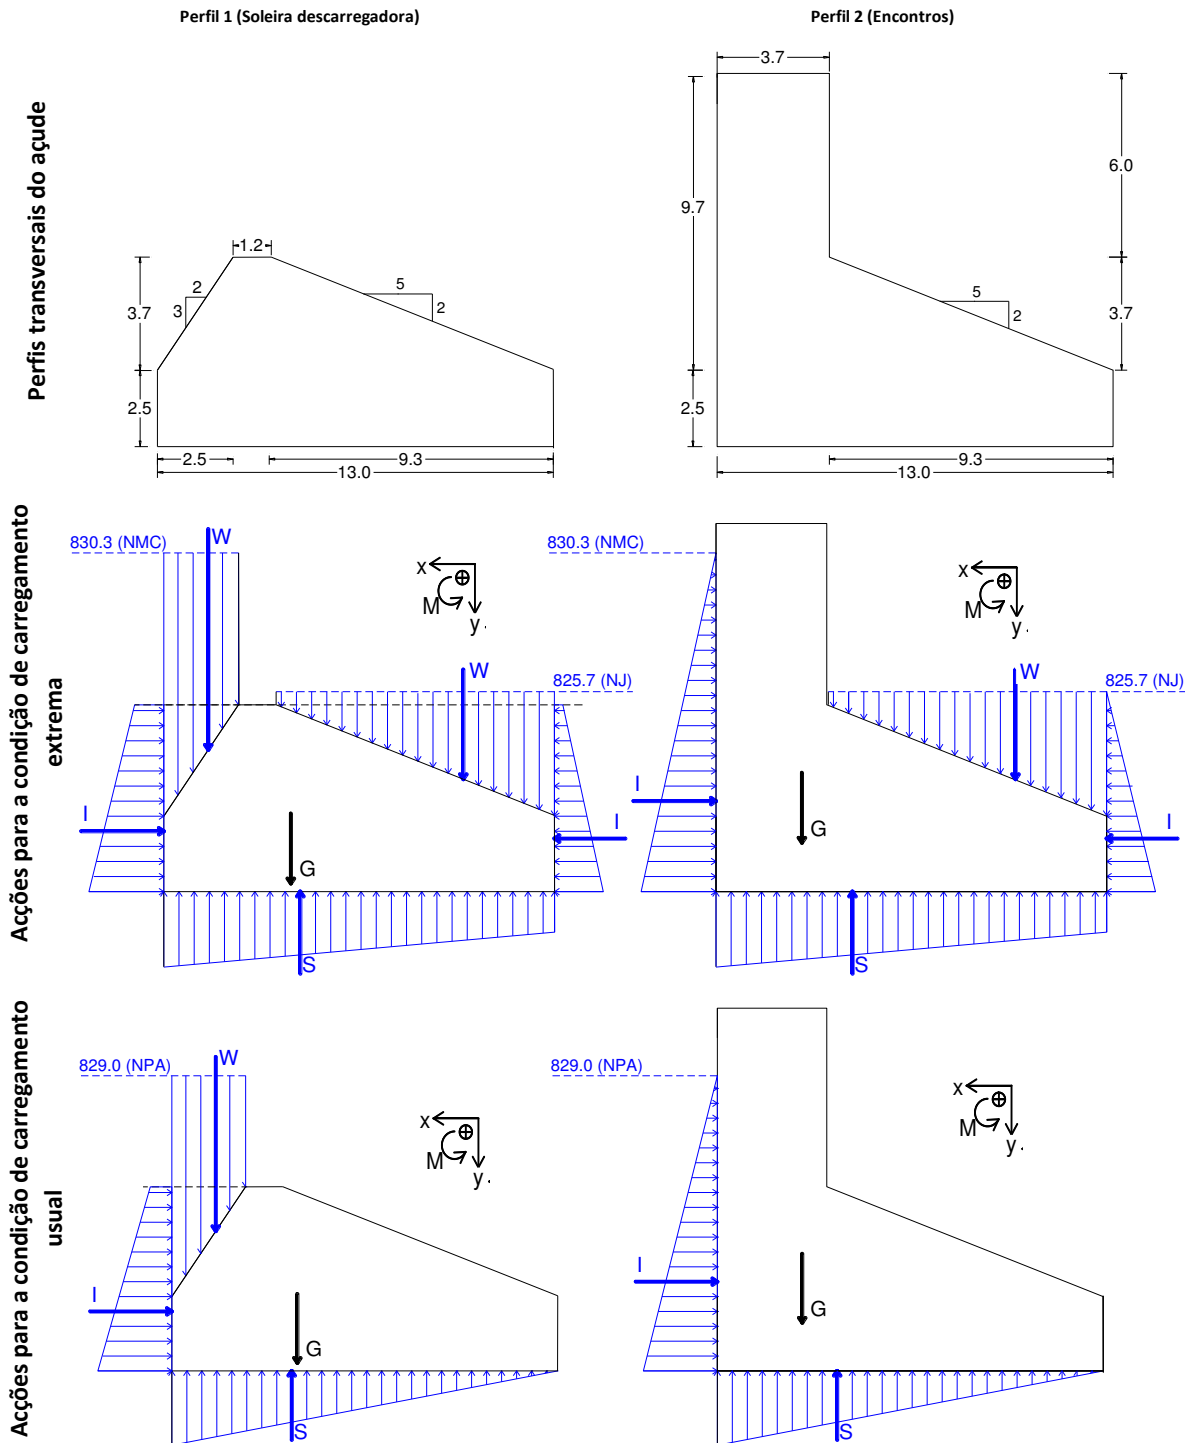 Perfil 1 (Soleira descarregadora)
Perfil 2 (Encontros)
Perfis transversais do açude
1.2
2
3
5
2
3.7
2.5
2.5
9.3
13.0
3.7
9.7
6.0
5
2
3.7
2.5
9.3
13.0
Acções para a condição de carregamento
extrema
830.3 (NMC)
W
x
M
y
W
825.7 (NJ)
I
I
G
S
830.3 (NMC)
x
M
y
W
825.7 (NJ)
I
I
G
S
Acções para a condição de carregamento
usual
829.0 (NPA)
W
x
M
y
I
G
S
829.0 (NPA)
x
M
y
I
G
S